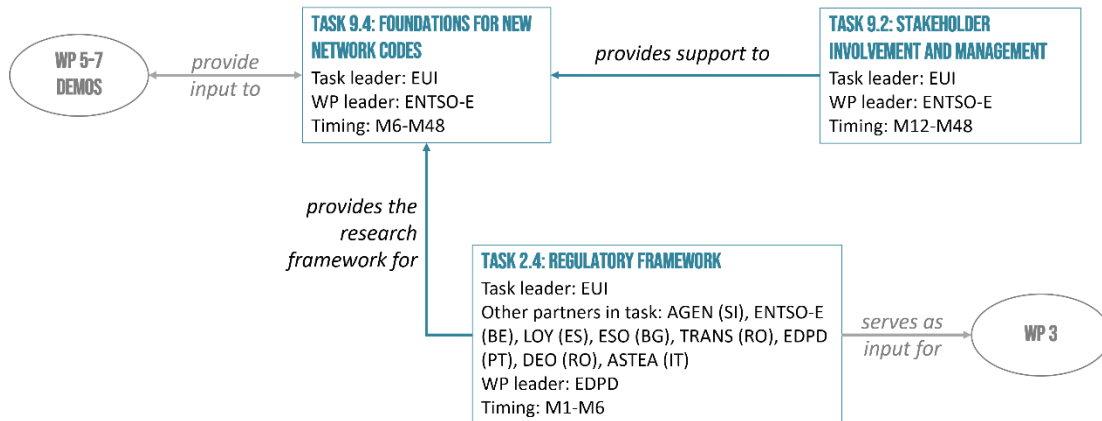 WP 5-7
DEMOS
provide
input to
TASK 9.4: FOUNDATIONS FOR NEW
NETWORK CODES
Task leader: EUI
WP leader: ENTSO-E
Timing: M6-M48
provides support to
TASK 9.2: STAKEHOLDER
INVOLVEMENT AND MANAGEMENT
Task leader: EUI
WP leader: ENTSO-E
Timing: M12-M48
provides the
research
framework for
TASK 2.4: REGULATORY FRAMEWORK
Task leader: EUI
Other partners in task: AGEN (SI), ENTSO-E
(BE), LOY (ES), ESO (BG), TRANS (RO), EDPD
(PT), DEO (RO), ASTEA (IT)
WP leader: EDPD
Timing: M1-M6
serves as
input for
WP 3